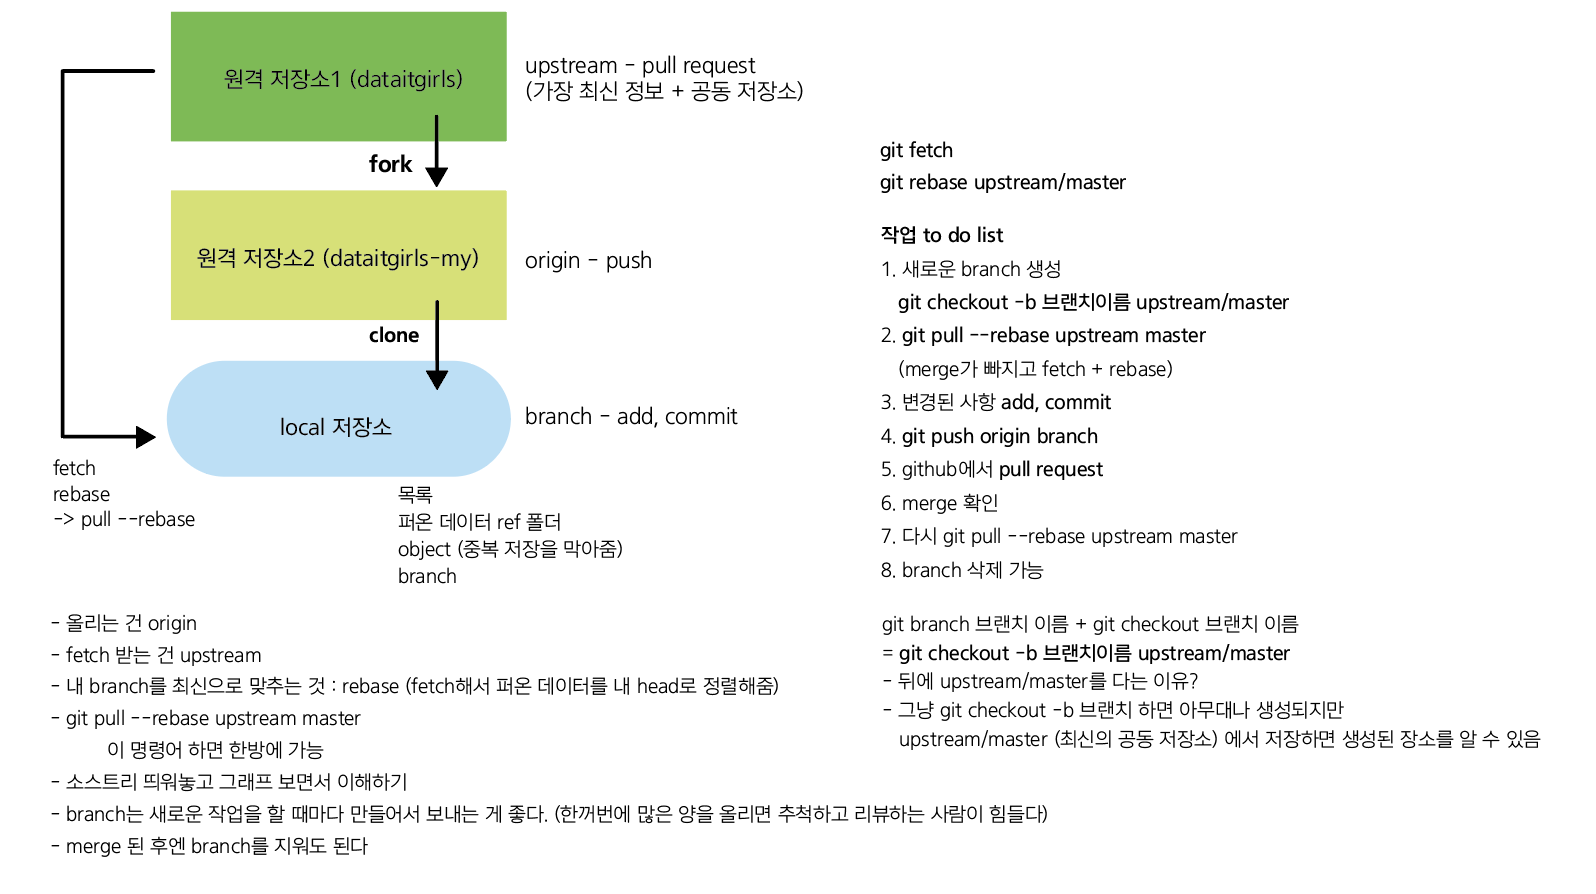 원격 저장소1 (dataitgirls)
upstream - pull request
(가장 최신 정보 + 공동 저장소)
fork
원격 저장소2 (dataitgirls-my)
origin - push
clone
local 저장소
branch - add, commit
fetch
rebase
-> pull --rebase
목록
퍼온 데이터 ref 폴더
object (중복 저장을 막아줌)
branch
- 올리는 건 origin
- fetch 받는 건 upstream
- 내 branch를 최신으로 맞추는 것 : rebase (fetch해서 퍼온 데이터를 내 head로 정렬해줌)
- git pull --rebase upstream master
이 명령어 하면 한방에 가능
- 소스트리 띄워놓고 그래프 보면서 이해하기
- branch는 새로운 작업을 할 때마다 만들어서 보내는 게 좋다. (한꺼번에 많은 양을 올리면 추척하고 리뷰하는 사람이 힘들다)
- merge 된 후엔 branch를 지워도 된다
git fetch
git rebase upstream/master
작업 to do list
1. 새로운 branch 생성
git checkout -b 브랜치이름 upstream/master
2. git pull --rebase upstream master
(merge가 빠지고 fetch + rebase)
3. 변경된 사항 add, commit
4. git push origin branch
5. github에서 pull request
6. merge 확인
7. 다시 git pull --rebase upstream master
8. branch 삭제 가능
git branch 브랜치 이름 + git checkout 브랜치 이름
= git checkout -b 브랜치이름 upstream/master
- 뒤에 upstream/master를 다는 이유?
- 그냥 git checkout -b 브랜치 하면 아무대나 생성되지만
upstream/master (최신의 공동 저장소) 에서 저장하면 생성된 장소를 알 수 있음